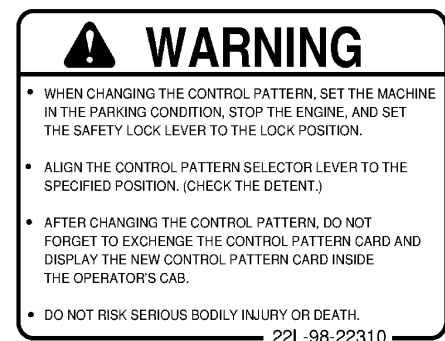 WARNING
• WHEN CHANGING THE CONTROL PATTERN, SET THE MACHINE
IN THE PARKING CONDITION, STOP THE ENGINE, AND SET
THE SAFETY LOCK LEVER TO THE LOCK POSITION.
• ALIGN THE CONTROL PATTERN SELECTOR LEVER TO THE
SPECIFIED POSITION. (CHECK THE DETENT.)
• AFTER CHANGING THE CONTROL PATTERN, DO NOT
FORGET TO EXCHENGE THE CONTROL PATTERN CARD AND
DISPLAY THE NEW CONTROL PATTERN CARD INSIDE
THE OPERATOR'S CAB.
• DO NOT RISK SERIOUS BODILY INJURY OR DEATH.
22L-98-22310